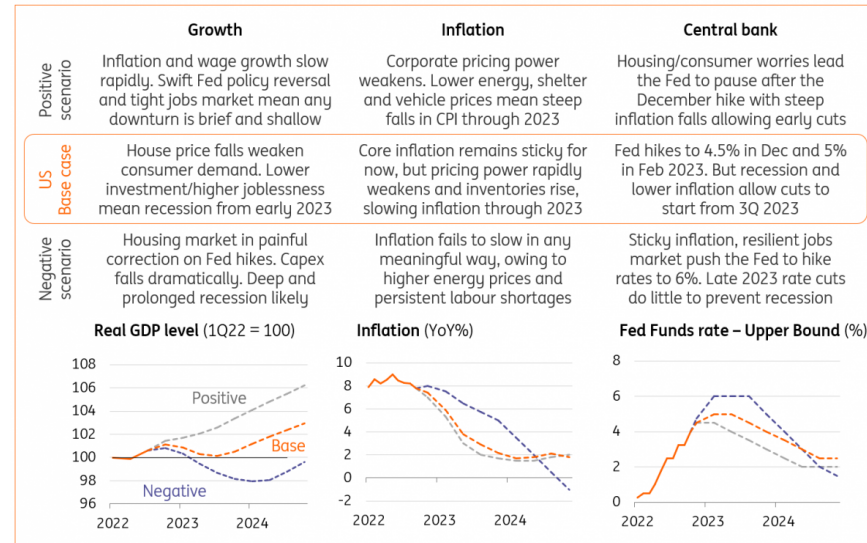 Growth
Inflation
Central bank
Positive
scenario
Inflation and wage growth slow
rapidly. Swift Fed policy reversal
and tight jobs market mean any
downturn is brief and shallow
Corporate pricing power
weakens. Lower energy, shelter
and vehicle prices mean steep
falls in CPI through 2023
Housing/consumer worries lead
the Fed to pause after the
December hike with steep
inflation falls allowing early cuts
US
Base case
House price falls weaken
consumer demand. Lower
investment/higher joblessness
mean recession from early 2023
Core inflation remains sticky for
now, but pricing power rapidly
weakens and inventories rise,
slowing inflation through 2023
Fed hikes to 4.5% in Dec and 5%
in Feb 2023. But recession and
lower inflation allow cuts to
start from 3Q 2023
Negative
scenario
Housing market in painful
correction on Fed hikes. Capex
falls dramatically. Deep and
prolonged recession likely
Inflation fails to slow in any
meaningful way, owing to
higher energy prices and
persistent labour shortages
Sticky inflation, resilient jobs
market push the Fed to hike
rates to 6%. Late 2023 rate cuts
do little to prevent recession
Real GDP level (1Q22 = 100)
108
106
104
102
100
98
96
Positive
Base
Negative
2022 2023 2024
Inflation (YoY%)
10
8
6
4
2
0
-2
2022 2023 2024
Fed Funds rate – Upper Bound (%)
8
6
4
2
0
2022 2023 2024